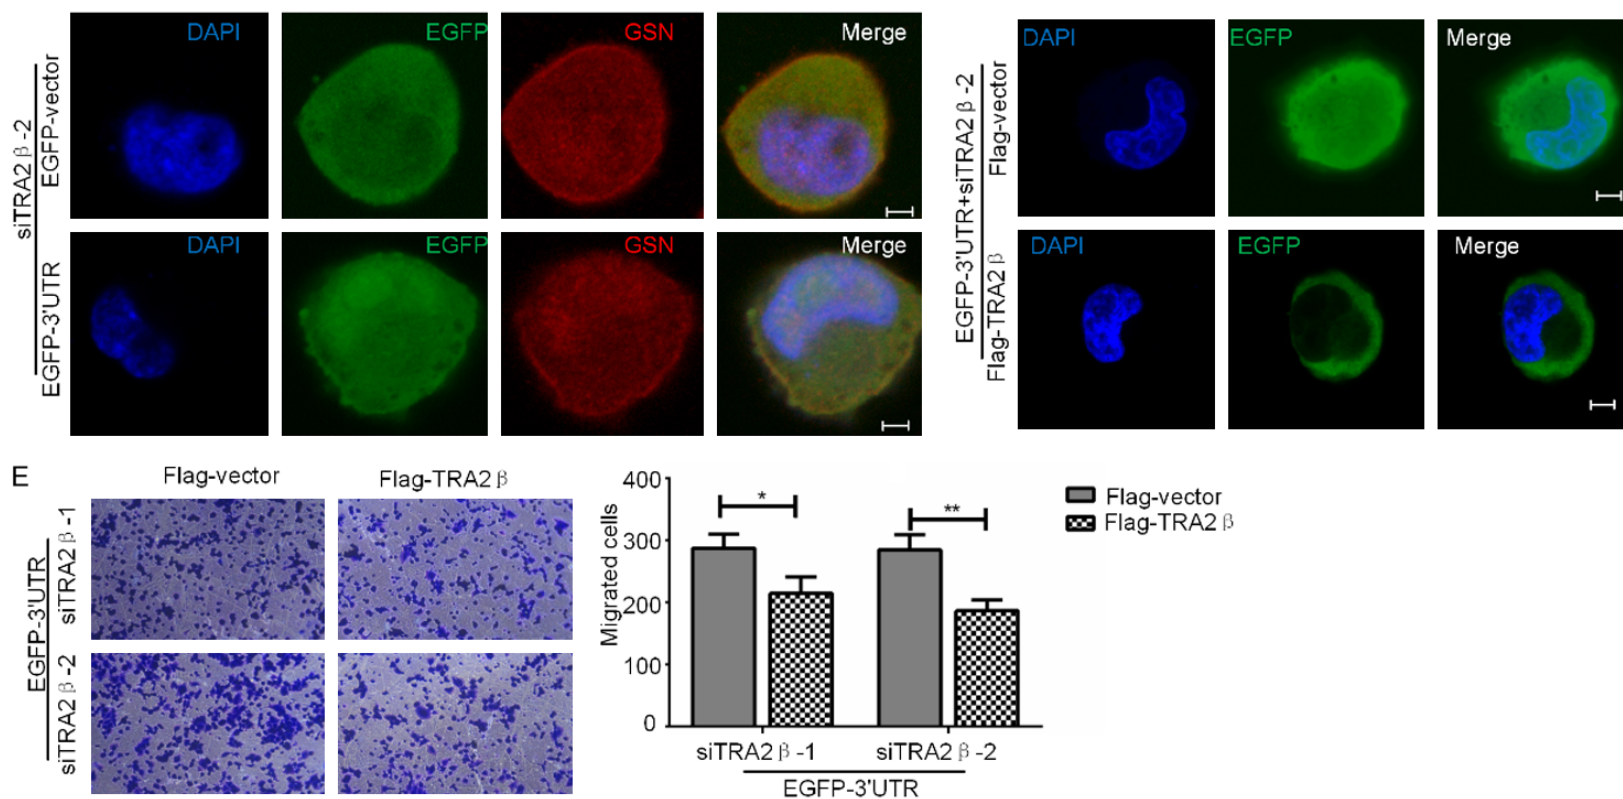 DAPI EGFP GSN Merge
DAPI EGFP GSN Merge
siTRA2β-2
EGFP-vector
EGFP-3'UTR
DAPI EGFP Merge
DAPI EGFP Merge
EGFP-3'UTR+siTRA2β-2
Flag-vector
Flag-TRA2β
E
Flag-vector Flag-TRA2β
EGFP-3'UTR
siTRA2β-1
siTRA2β-2
Migrated cells
400
300
200
100
0
*
**
siTRA2β-1 siTRA2β-2
EGFP-3'UTR
Flag-vector
Flag-TRA2β